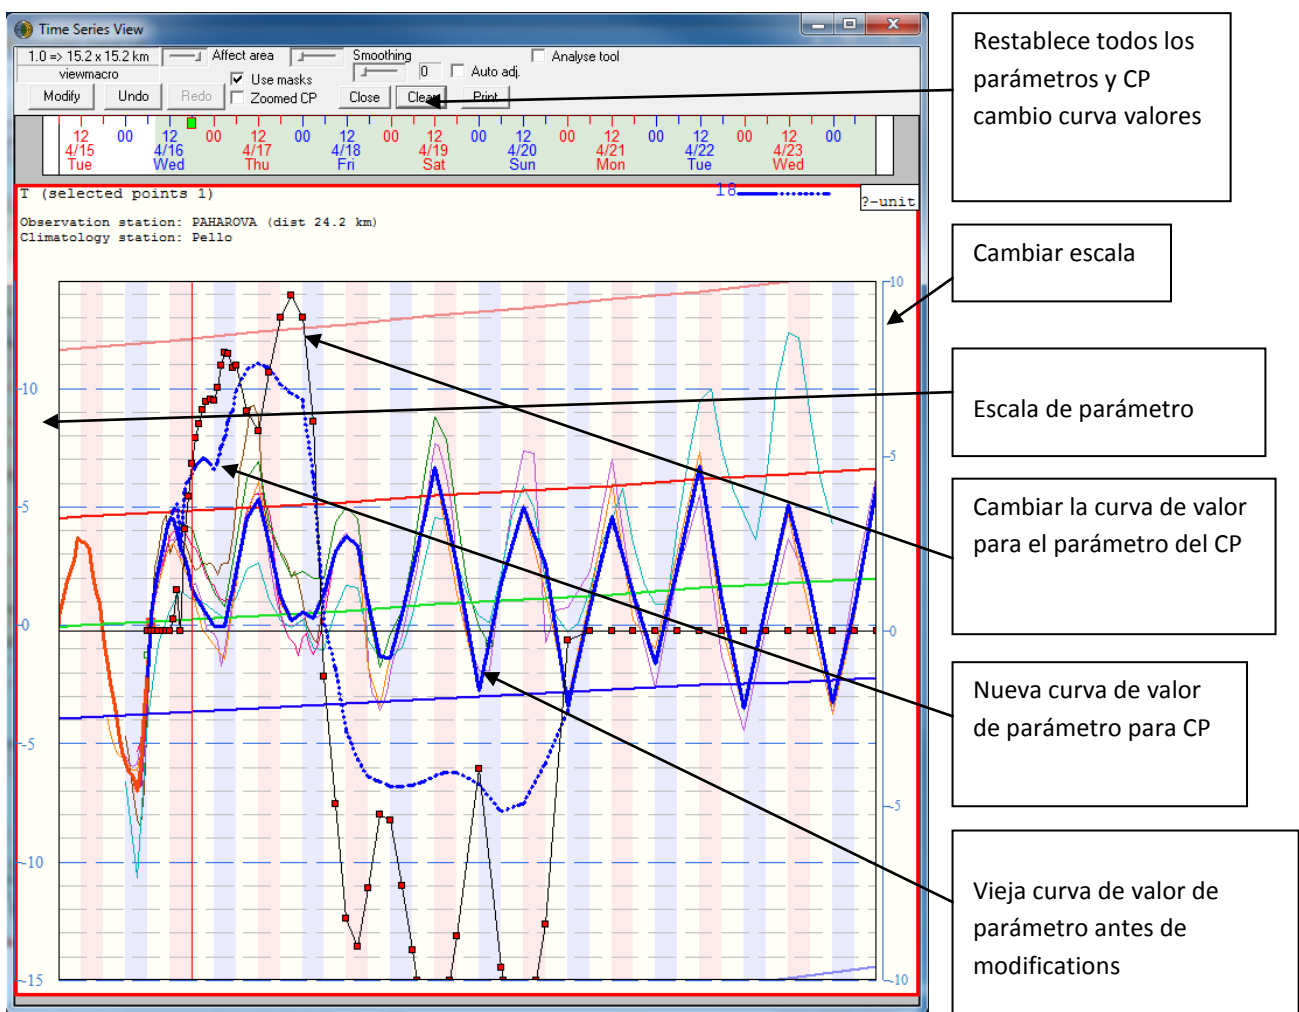 Time Series View
1.0 => 15.2 x 15.2 km
Affect area
Smoothing
Analyse tool
viewmacro
Use masks
0
Auto adj.
Modify
Undo
Redo
Zoomed CP
Close
Clear
Print
12 00 12 00 12 00 12 00 12 00 12 00 12 00 12 00 12 00
4/15 4/16 4/17 4/18 4/19 4/20 4/21 4/22 4/23
Tue Wed Thu Fri Sat Sun Mon Tue Wed
T (selected points 1)
18
?-unit
Observation station: PAHAROVA (dist 24.2 km)
Climatology station: Pello
10
5
0
-5
-10
-15
10
5
0
-5
-10
Restablece todos los
parámetros y CP
cambio curva valores
Cambiar escala
Escala de parámetro
Cambiar la curva de valor
para el parámetro del CP
Nueva curva de valor
de parámetro para CP
Vieja curva de valor de
parámetro antes de
modifications